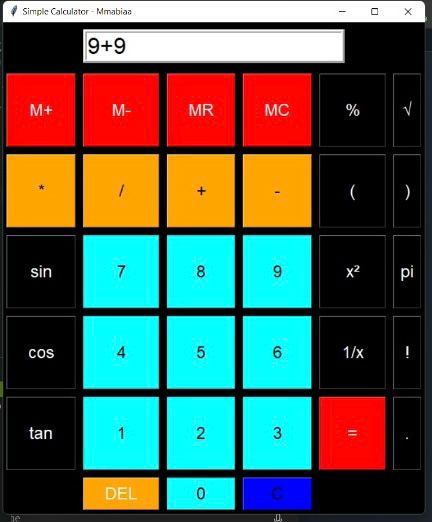 Simple Calculator - Mmabiaa
9+9
M+ M- MR MC % √
* / + - ( )
sin 7 8 9 x² pi
cos 4 5 6 1/x !
tan 1 2 3 = .
DEL 0 C